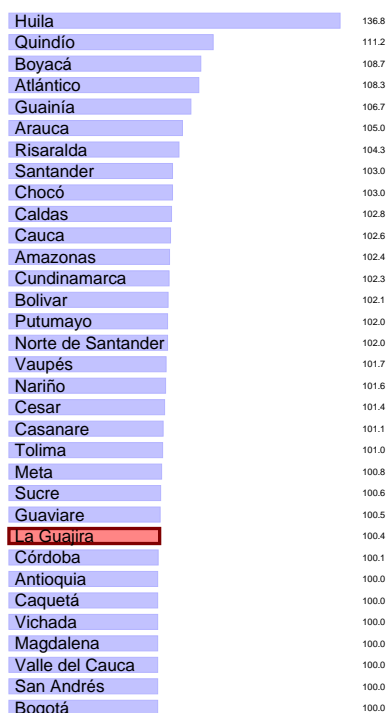 Huila 136.8
Quindío 111.2
Boyacá 108.7
Atlántico 108.3
Guainía 106.7
Arauca 105.0
Risaralda 104.3
Santander 103.0
Chocó 103.0
Caldas 102.8
Cauca 102.6
Amazonas 102.4
Cundinamarca 102.3
Bolivar 102.1
Putumayo 102.0
Norte de Santander 102.0
Vaupés 101.7
Nariño 101.6
Cesar 101.4
Casanare 101.1
Tolima 101.0
Meta 100.8
Sucre 100.6
Guaviare 100.5
La Guajira 100.4
Córdoba 100.1
Antioquia 100.0
Caquetá 100.0
Vichada 100.0
Magdalena 100.0
Valle del Cauca 100.0
San Andrés 100.0
Bogotá 100.0